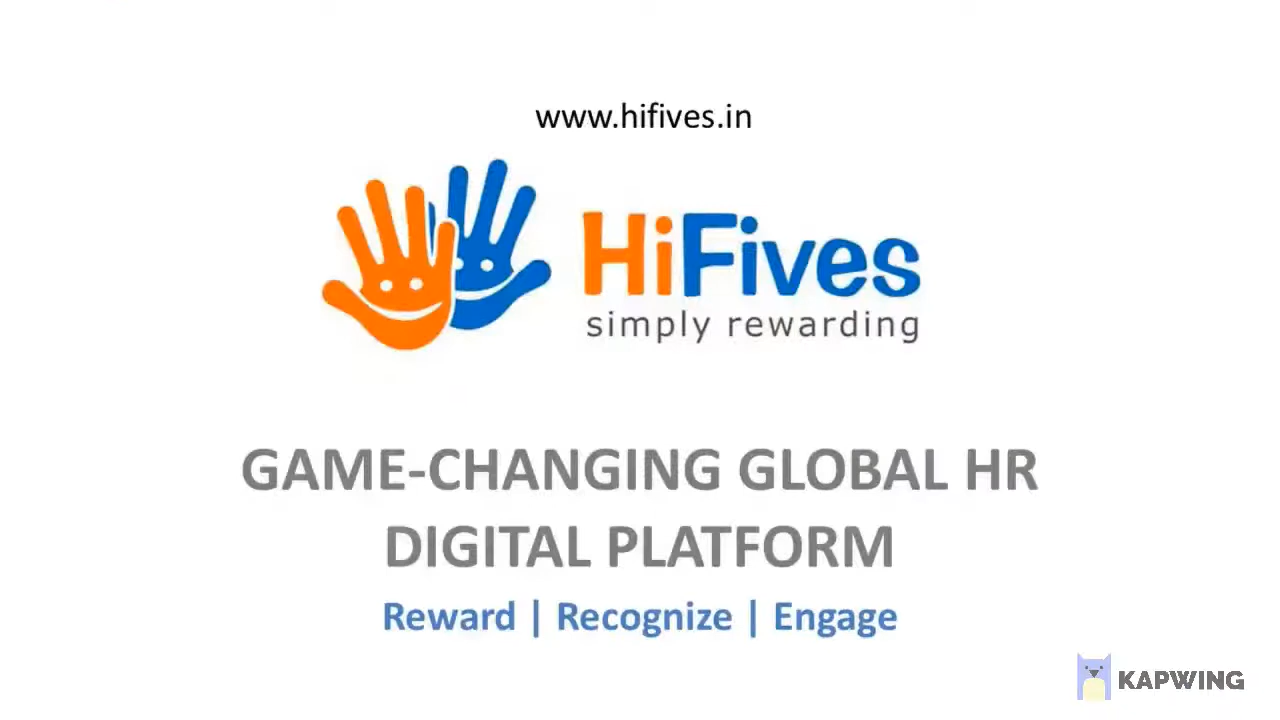 www.hifives.in
HiFives
simply rewarding
GAME-CHANGING GLOBAL HR
DIGITAL PLATFORM
Reward | Recognize | Engage
KAPWING